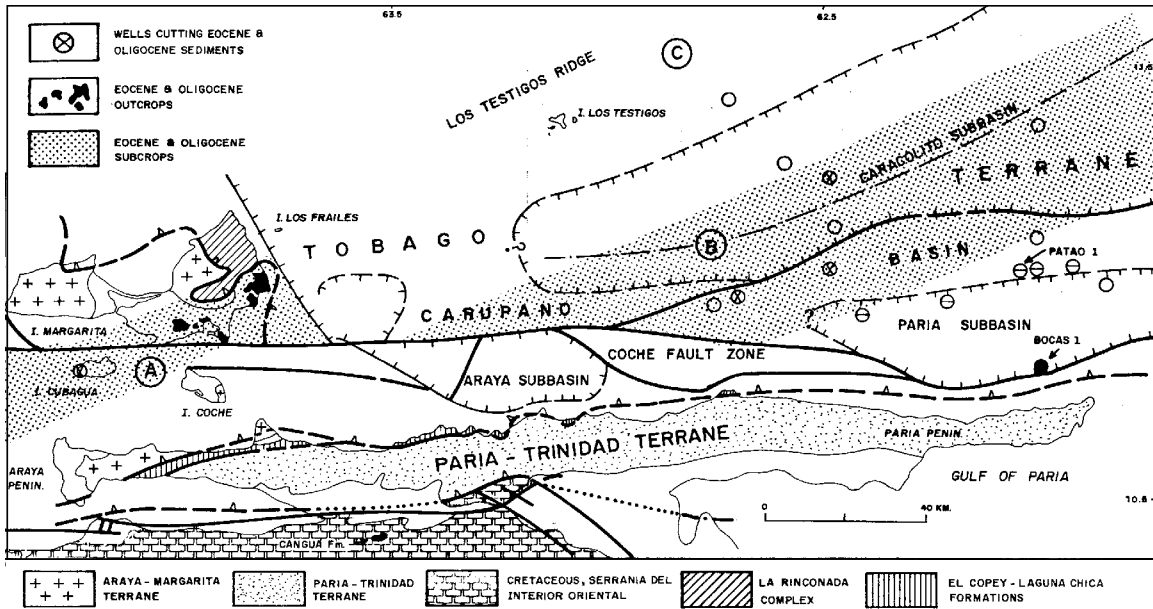 63.5
62.5
WELLS CUTTING EOCENE &
OLIGOCENE SEDIMENTS
EOCENE & OLIGOCENE
OUTCROPS
EOCENE & OLIGOCENE
SUBCROPS
LOS TESTIGOS RIDGE
C
I. LOS TESTIGOS
CARACOLITO SUBBASIN
TERRANE
I. LOS FRAILES
TOBAGO
?
B
BASIN
PATAO 1
CARUPANO
I. MARGARITA
?
PARIA SUBBASIN
COCHE FAULT ZONE
BOCAS 1
A
I. CUBAGUA
ARAYA SUBBASIN
I. COCHE
PARIA - TRINIDAD TERRANE
PARIA PENIN.
ARAYA
PENIN.
GULF OF PARIA
10.5
0 40 KM.
CANGUA Fm.
ARAYA - MARGARITA
TERRANE
PARIA - TRINIDAD
TERRANE
CRETACEOUS, SERRANIA DEL
INTERIOR ORIENTAL
LA RINCONADA
COMPLEX
EL COPEY - LAGUNA CHICA
FORMATIONS